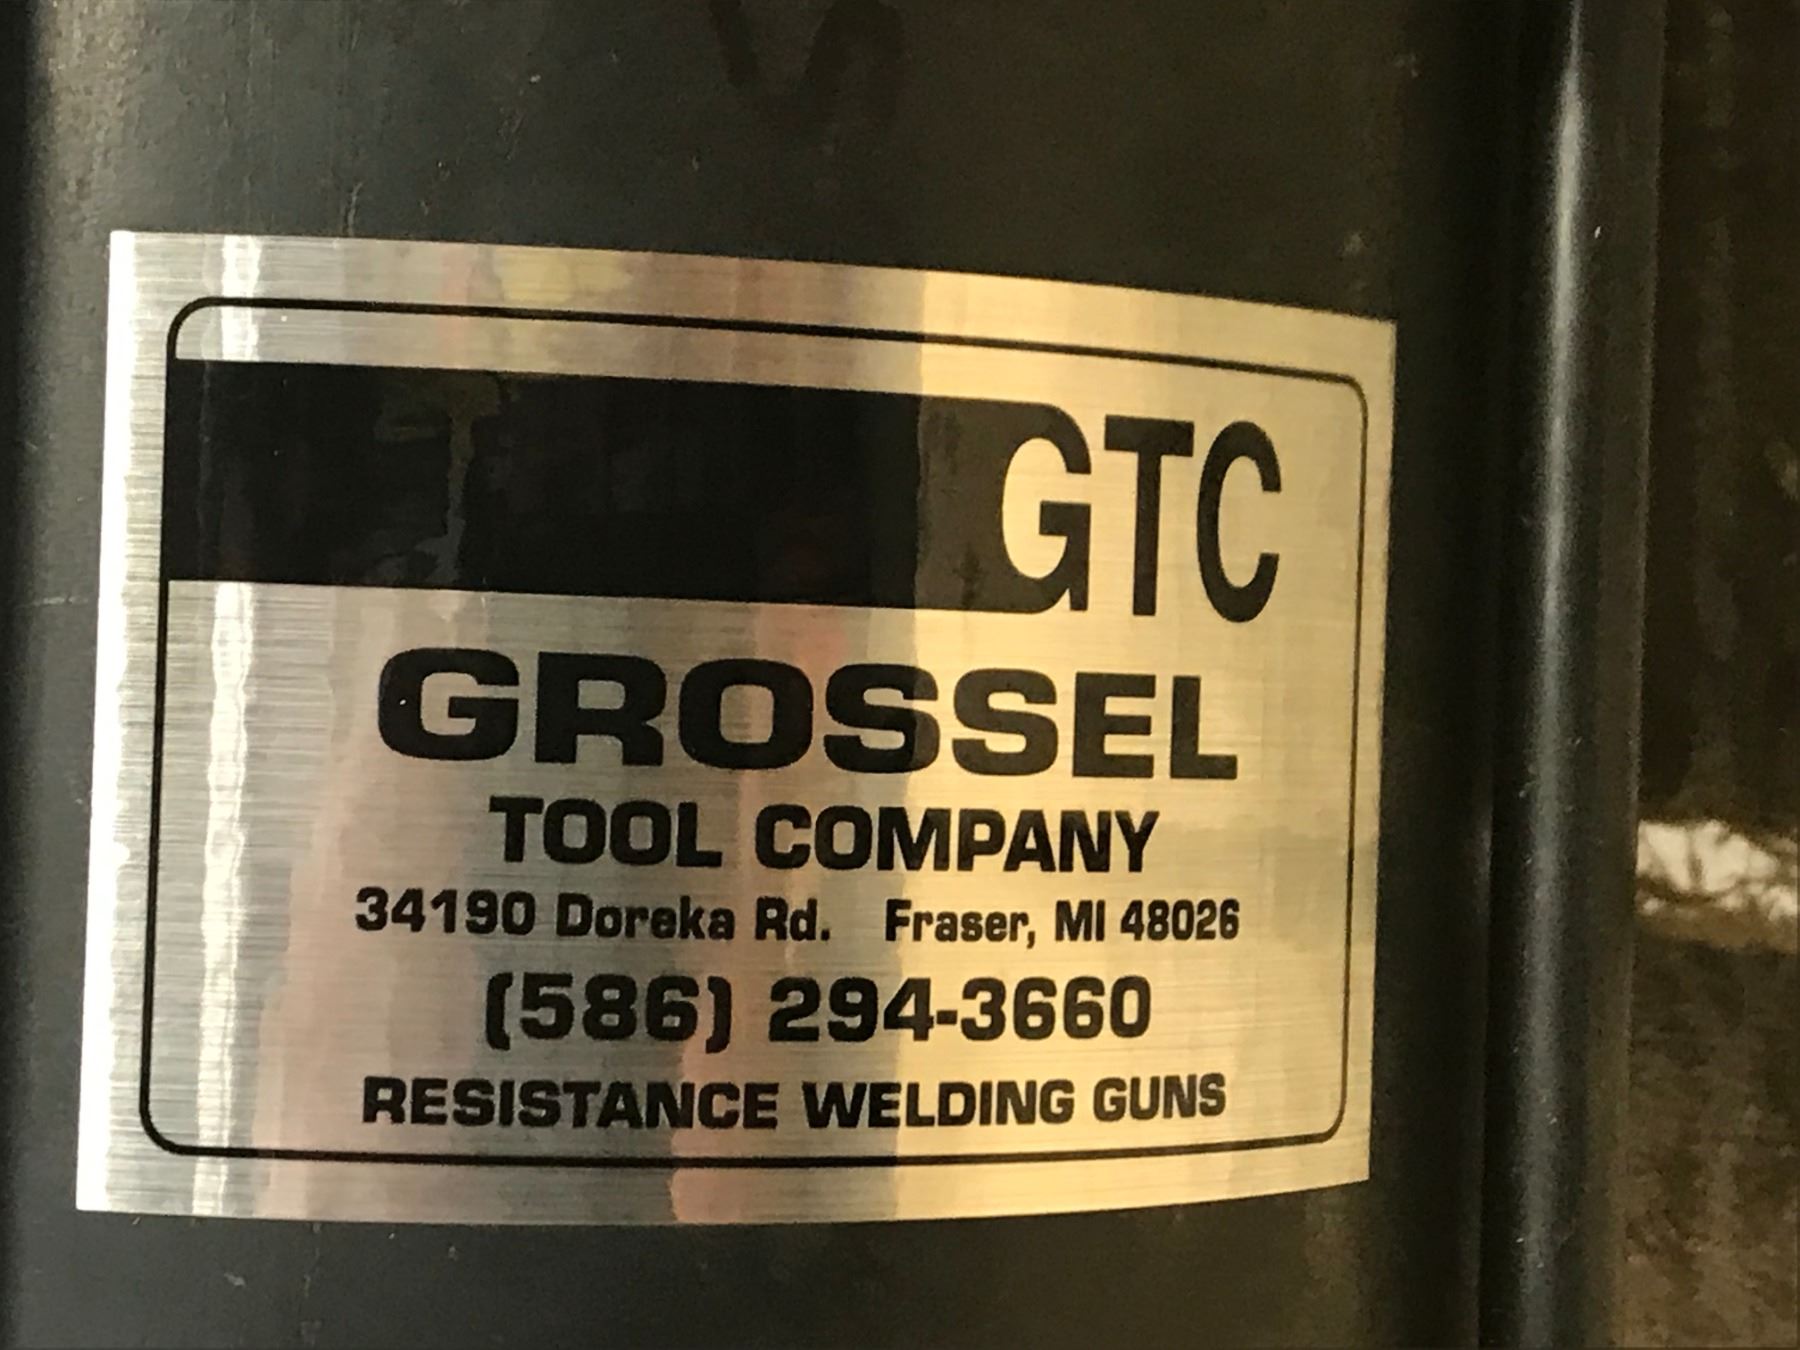 GTC
GROSSEL
TOOL COMPANY
34190 Doreka Rd. Fraser, MI 48026
(586) 294-3660
RESISTANCE WELDING GUNS